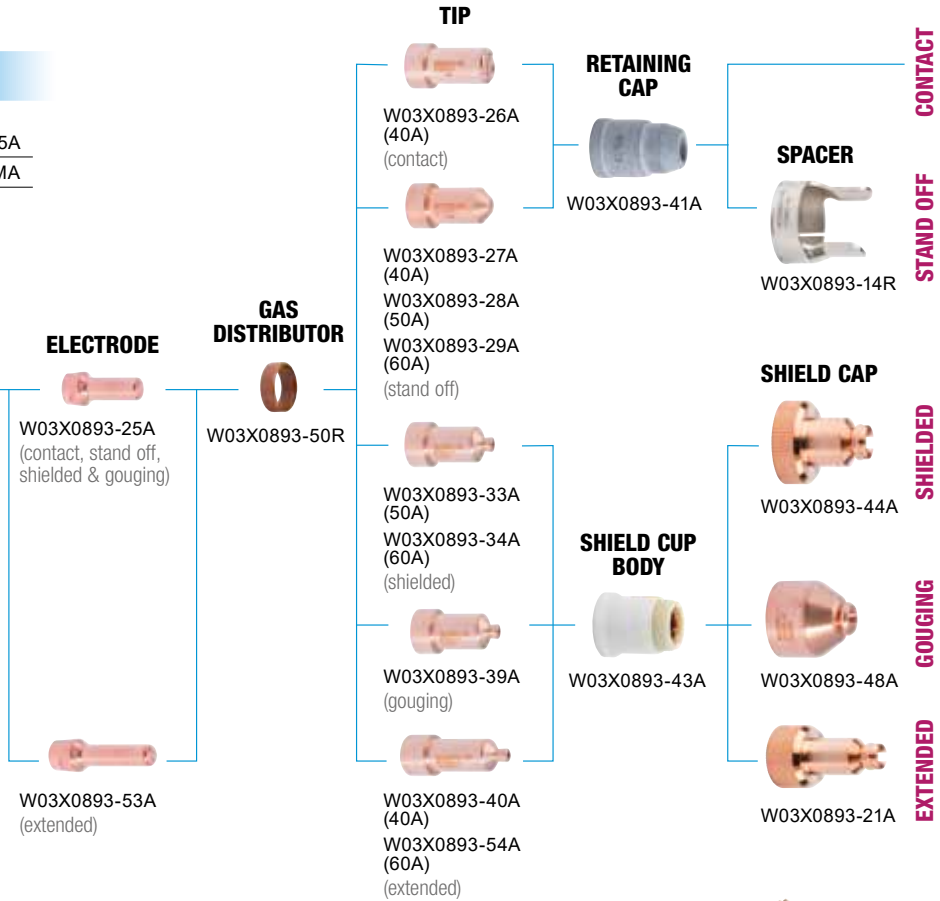 5A
MA
ELECTRODE
W03X0893-25A
(contact, stand off,
shielded & gouging)
W03X0893-53A
(extended)
GAS
DISTRIBUTOR
W03X0893-50R
TIP
W03X0893-26A
(40A)
(contact)
W03X0893-27A
(40A)
W03X0893-28A
(50A)
W03X0893-29A
(60A)
(stand off)
W03X0893-33A
(50A)
W03X0893-34A
(60A)
(shielded)
W03X0893-39A
(gouging)
W03X0893-40A
(40A)
W03X0893-54A
(60A)
(extended)
RETAINING
CAP
W03X0893-41A
SHIELD CUP
BODY
W03X0893-43A
SPACER
W03X0893-14R
SHIELD CAP
W03X0893-44A
W03X0893-48A
W03X0893-21A
CONTACT
STAND OFF
SHIELDED
GOUGING
EXTENDED